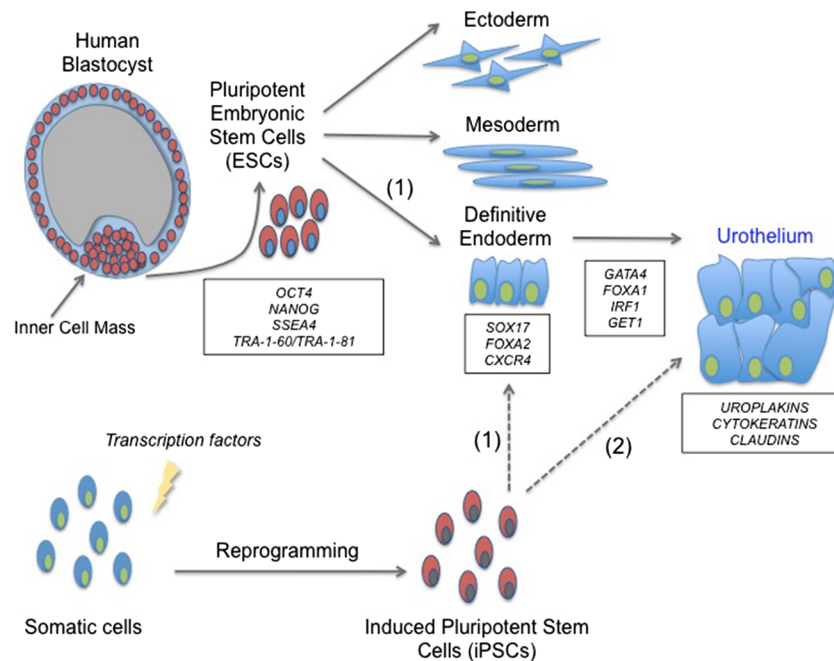 Human
Blastocyst
Inner Cell Mass
Pluripotent
Embryonic
Stem Cells
(ESCs)
OCT4
NANOG
SSEA4
TRA-1-60/TRA-1-81
Ectoderm
Mesoderm
(1)
Definitive
Endoderm
SOX17
FOXA2
CXCR4
GATA4
FOXA1
IRF1
GET1
Urothelium
UROPLAKINS
CYTOKERATINS
CLAUDINS
(1)
(2)
Transcription factors
Reprogramming
Somatic cells
Induced Pluripotent Stem
Cells (iPSCs)